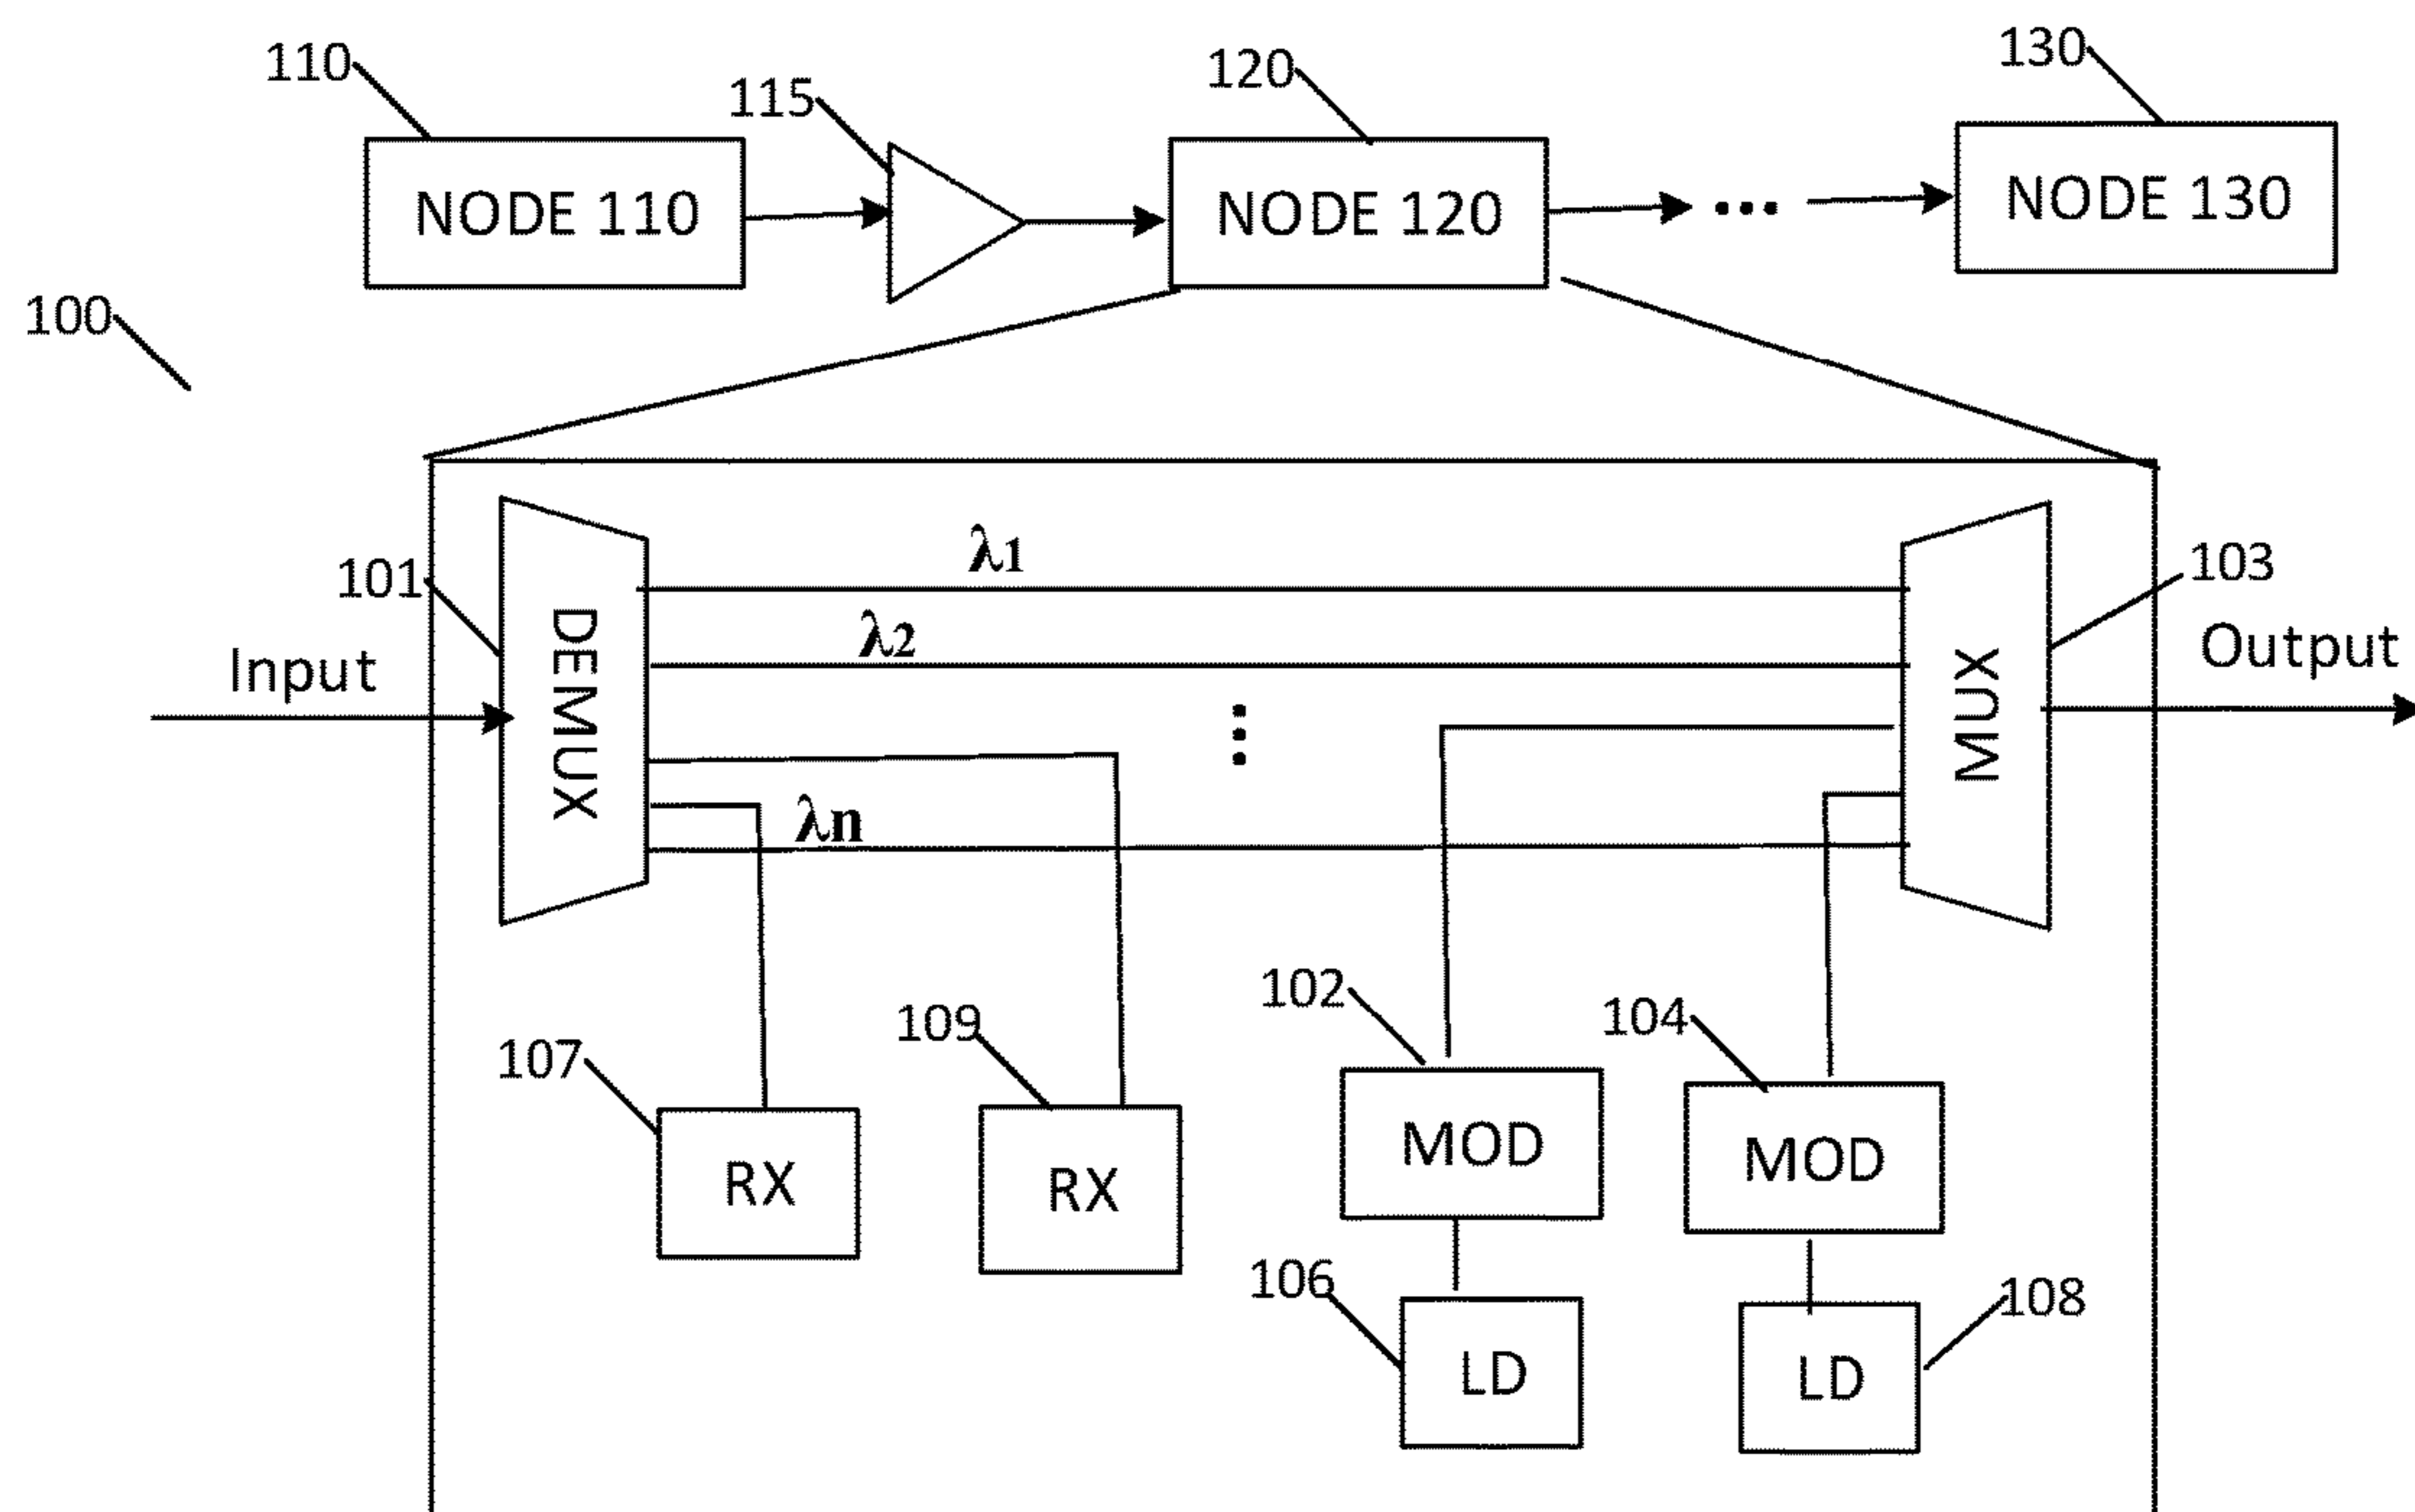 110
115
120
130
NODE 110
NODE 120
...
NODE 130
100
λ1
101
103
λ2
Input
DEMUX
MUX
Output
λn
102
104
109
107
MOD
MOD
RX
RX
106
108
LD
LD